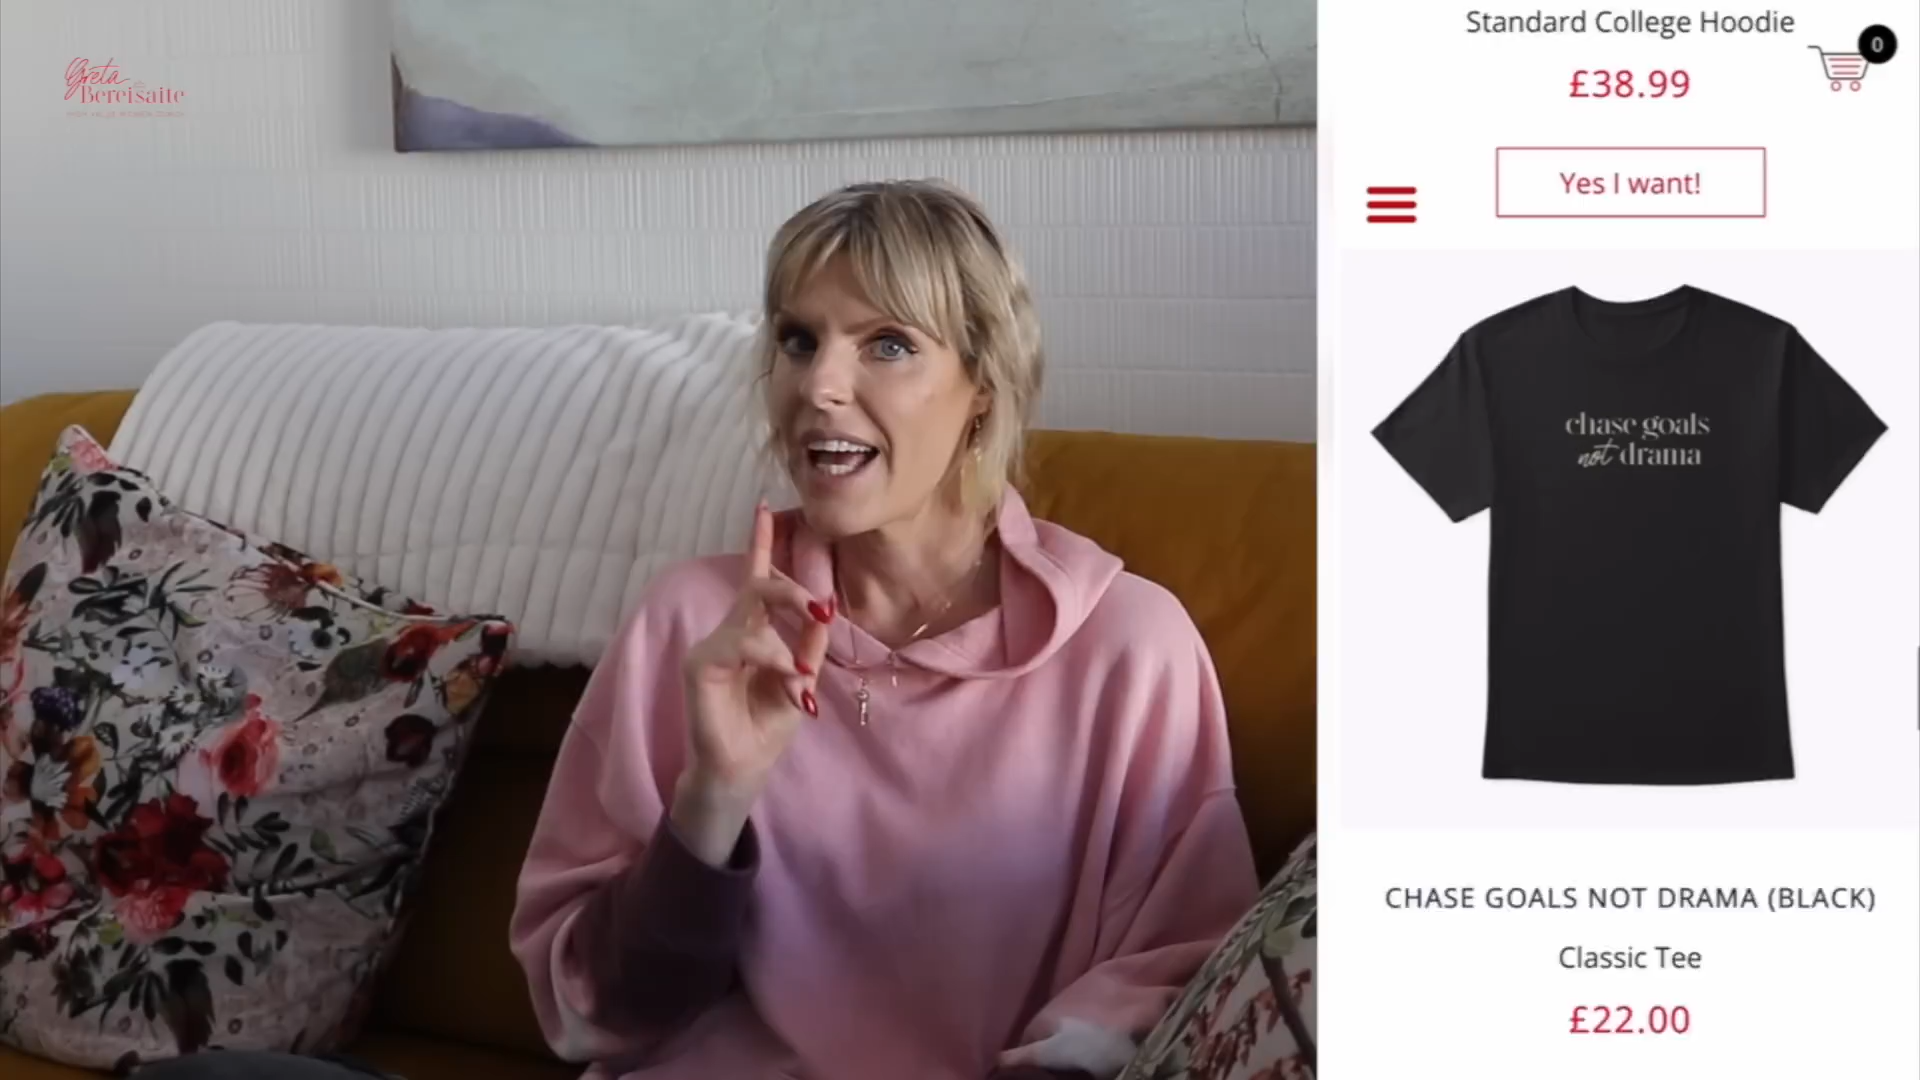 Greta
Bereisaite
Standard College Hoodie
0
£38.99
Yes I want!
chase goals
not drama
CHASE GOALS NOT DRAMA (BLACK)
Classic Tee
£22.00